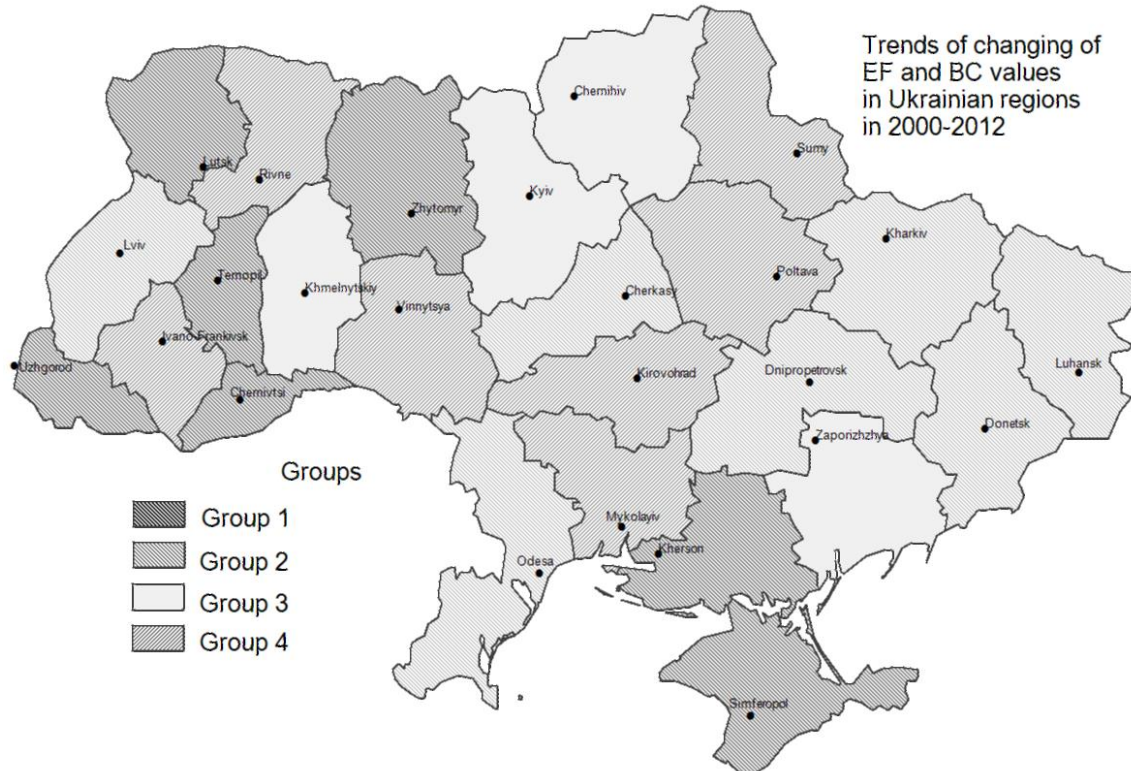 Trends of changing of
EF and BC values
in Ukrainian regions
in 2000-2012
Chernihiv
Sumy
Lutsk
Rivne
Kyiv
Zhytomyr
Kharkiv
Lviv
Ternopil
Khmelnytskiy
Vinnytsya
Cherkasy
Poltava
Ivano Frankivsk
Uzhgorod
Chernivtsi
Kirovohrad
Dnipropetrovsk
Luhansk
Donetsk
Zaporizhzhya
Groups
Group 1
Group 2
Group 3
Group 4
Mykolayiv
Kherson
Odesa
Simferopol